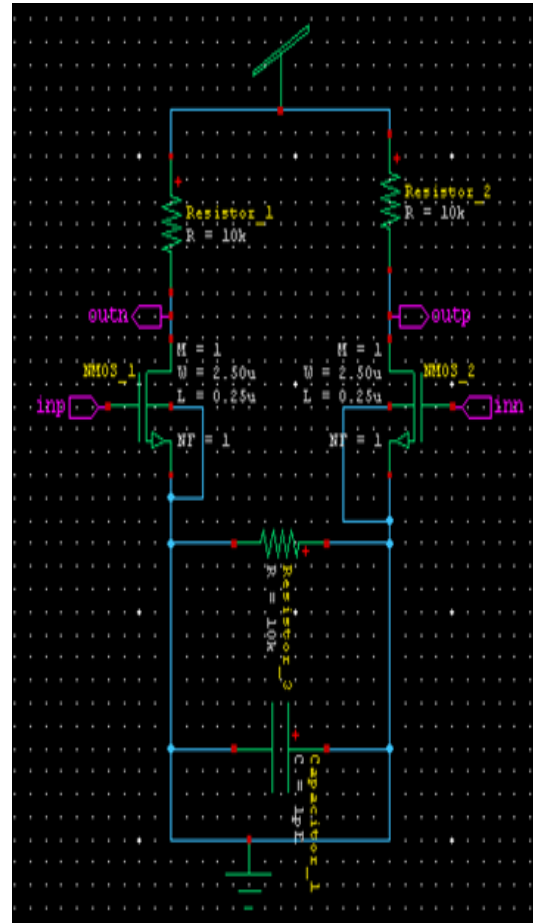 Resistor_1
R = 10k
Resistor_2
R = 10k
outn
outp
NMOS_1
M = 1
W = 2.50u
L = 0.25u
NF = 1
inp
M = 1
W = 2.50u
L = 0.25u
NF = 1
NMOS_2
inn
Resistor_3
R = 10k
Capacitor_1
C = 1pF